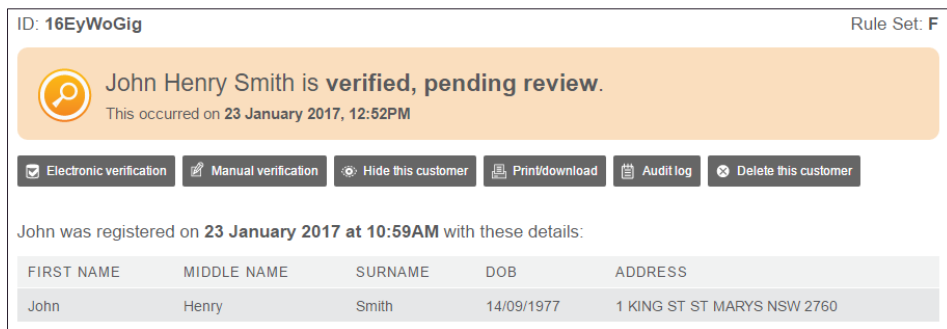 ID: 16EyWoGig Rule Set: F
John Henry Smith is verified, pending review.
This occurred on 23 January 2017, 12:52PM
Electronic verification Manual verification Hide this customer Print/download Audit log Delete this customer
John was registered on 23 January 2017 at 10:59AM with these details:
FIRST NAME MIDDLE NAME SURNAME DOB ADDRESS
John Henry Smith 14/09/1977 1 KING ST ST MARYS NSW 2760